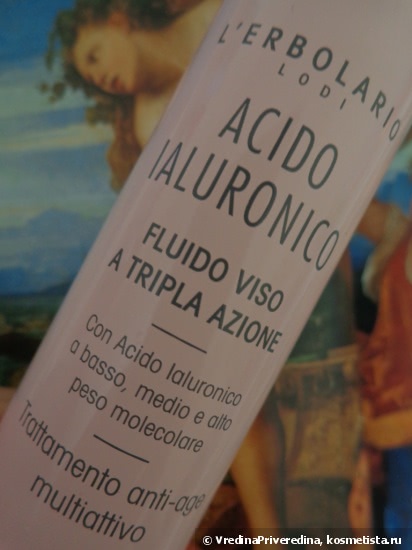 L'ERBOLARIO
LODI
ACIDO
IALURONICO
FLUIDO VISO
A TRIPLA AZIONE
Con Acido Ialuronico
a basso, medio e alto
peso molecolare
Trattamento anti-age
multiattivo
© VredinaPriveredina, kosmetista.ru